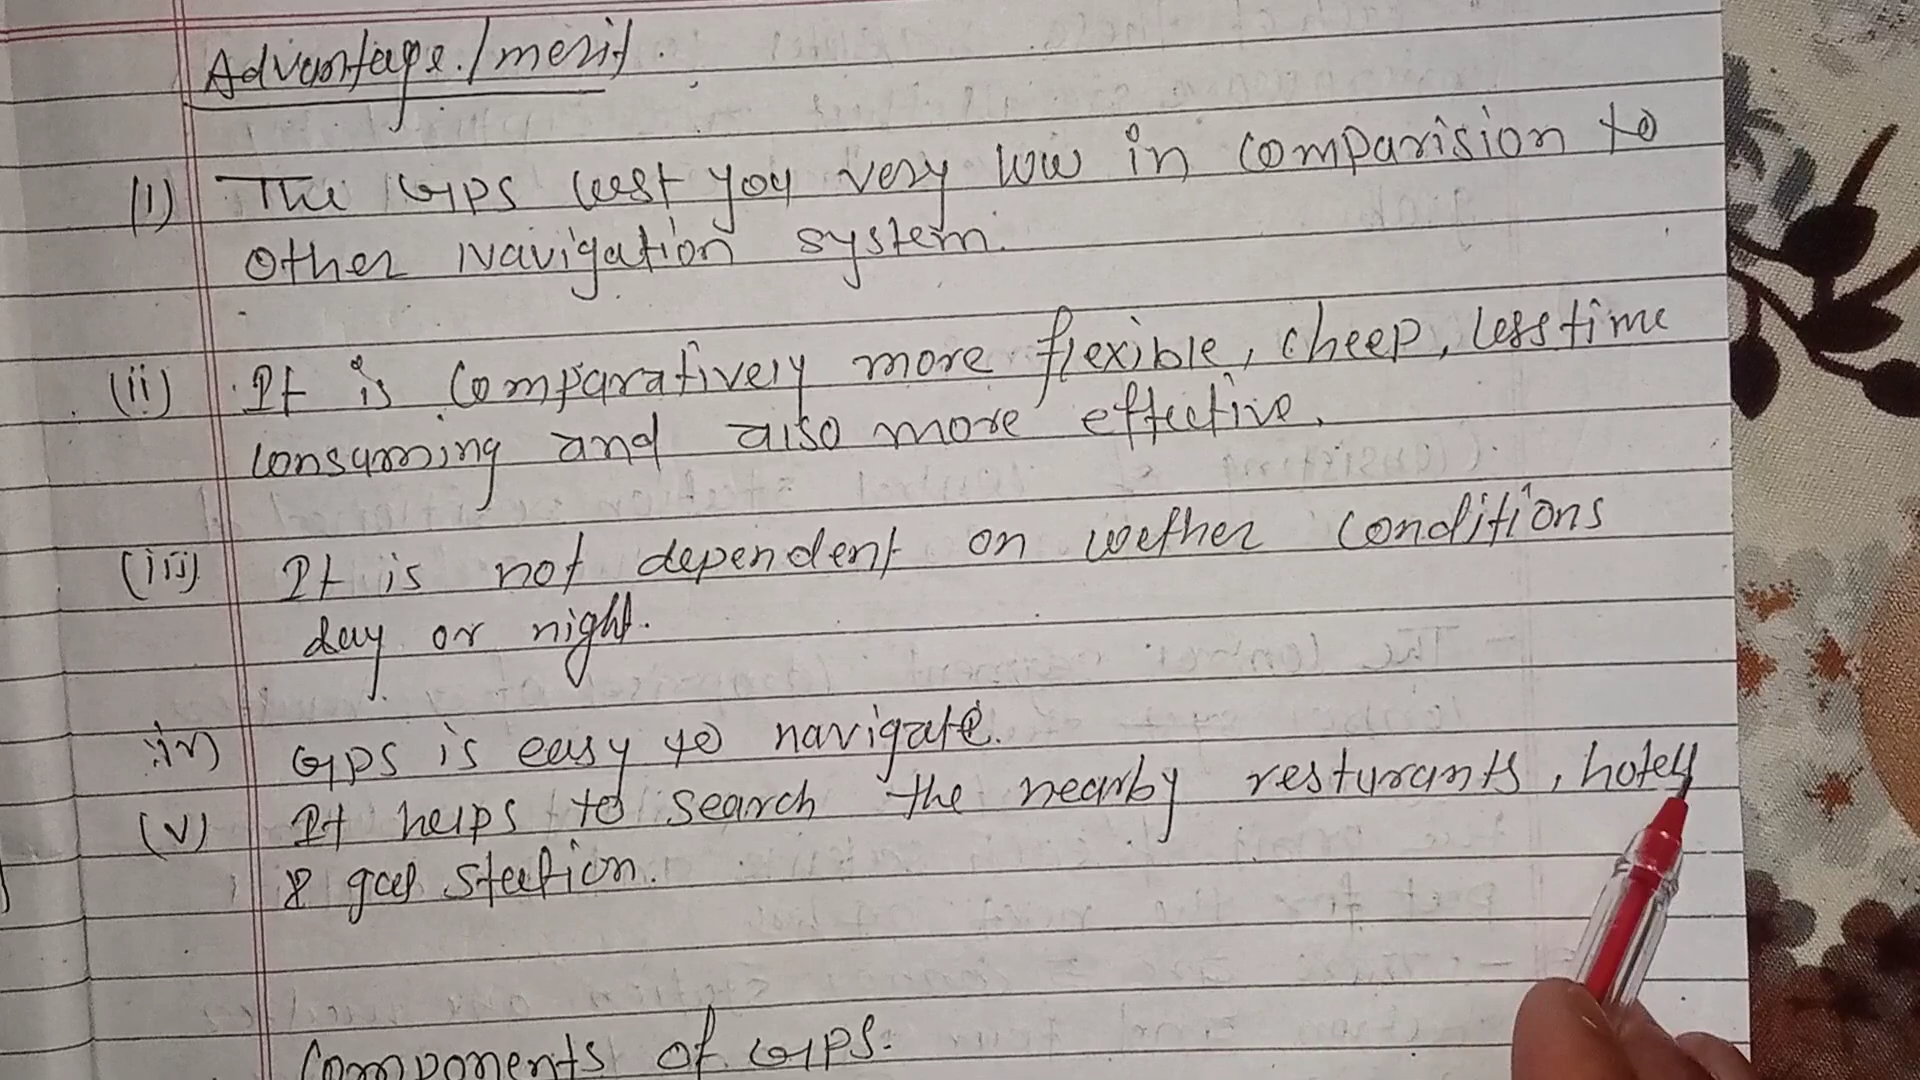 Advantage./merit.
(i) The GPS cost you very low in comparision to
other Navigation system.
(ii) It is comparatively more flexible, cheep, less time
consuming and also more effective.
(iii) It is not dependent on wether conditions
day or night.
iv) GPS is easy to navigate.
(v) It helps to search the nearby resturants, hotels
& gas station.
Components of GPS: